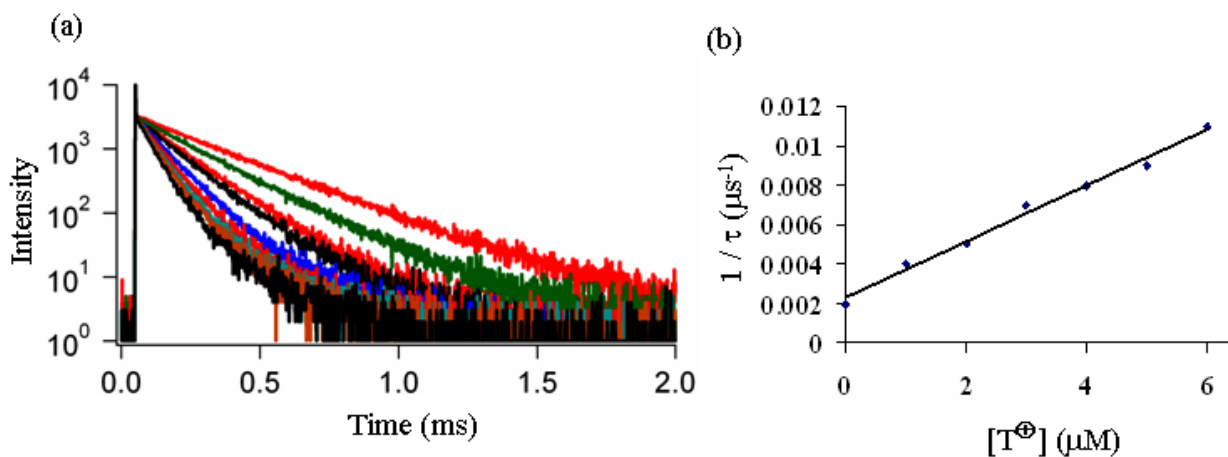 (a)
10⁴
10³
10²
10¹
10⁰
Intensity
0.0 0.5 1.0 1.5 2.0
Time (ms)
(b)
0.012
0.01
0.008
0.006
0.004
0.002
0
1 / τ (μs⁻¹)
0 2 4 6
[T⊕] (μM)